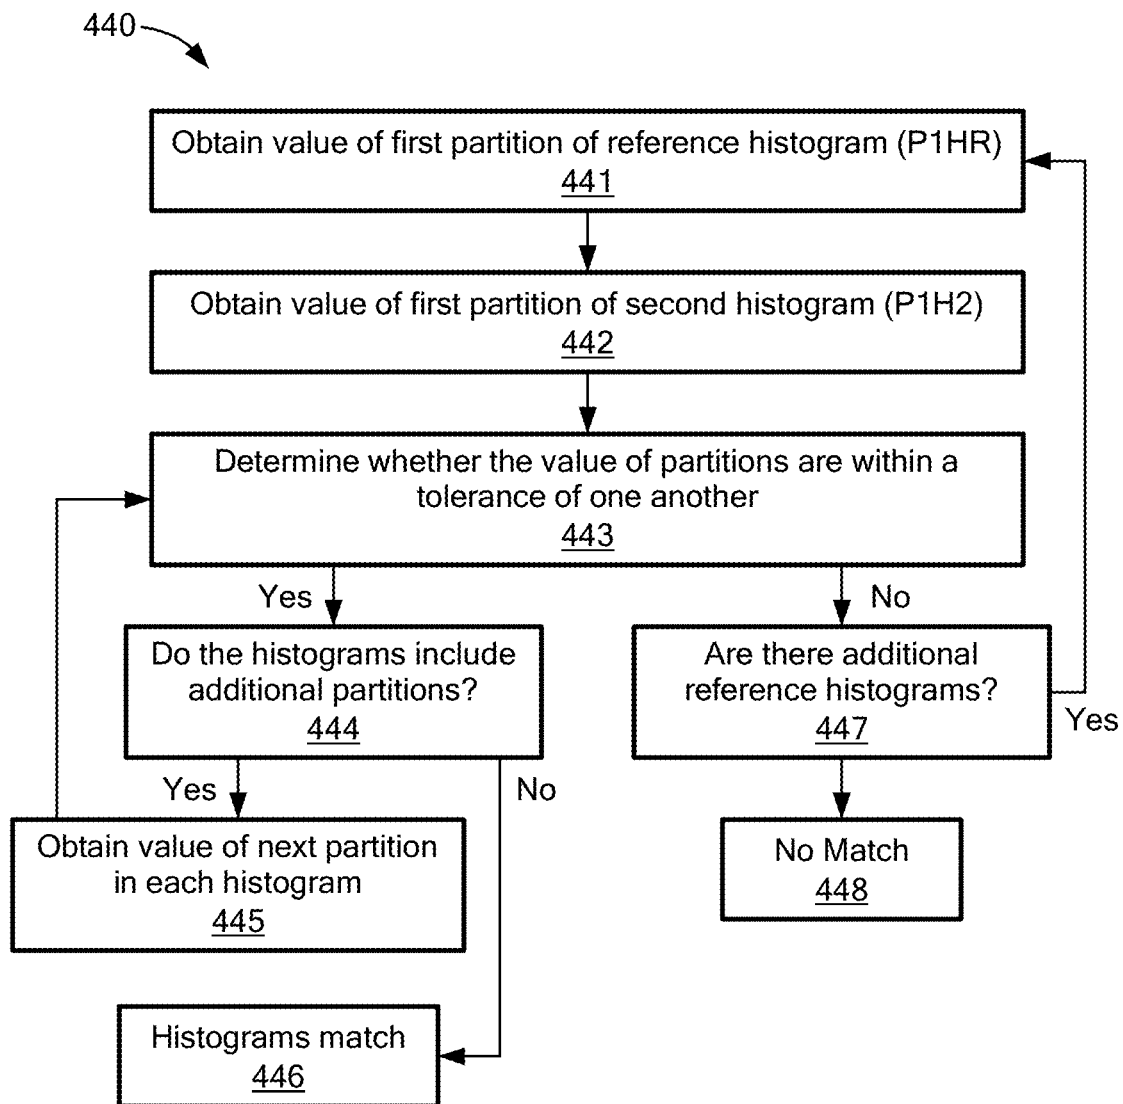 440
Obtain value of first partition of reference histogram (P1HR)
441
Obtain value of first partition of second histogram (P1H2)
442
Determine whether the value of partitions are within a
tolerance of one another
443
Yes
No
Do the histograms include
additional partitions?
444
Are there additional
reference histograms?
447
Yes
Yes
No
Obtain value of next partition
in each histogram
445
No Match
448
Histograms match
446